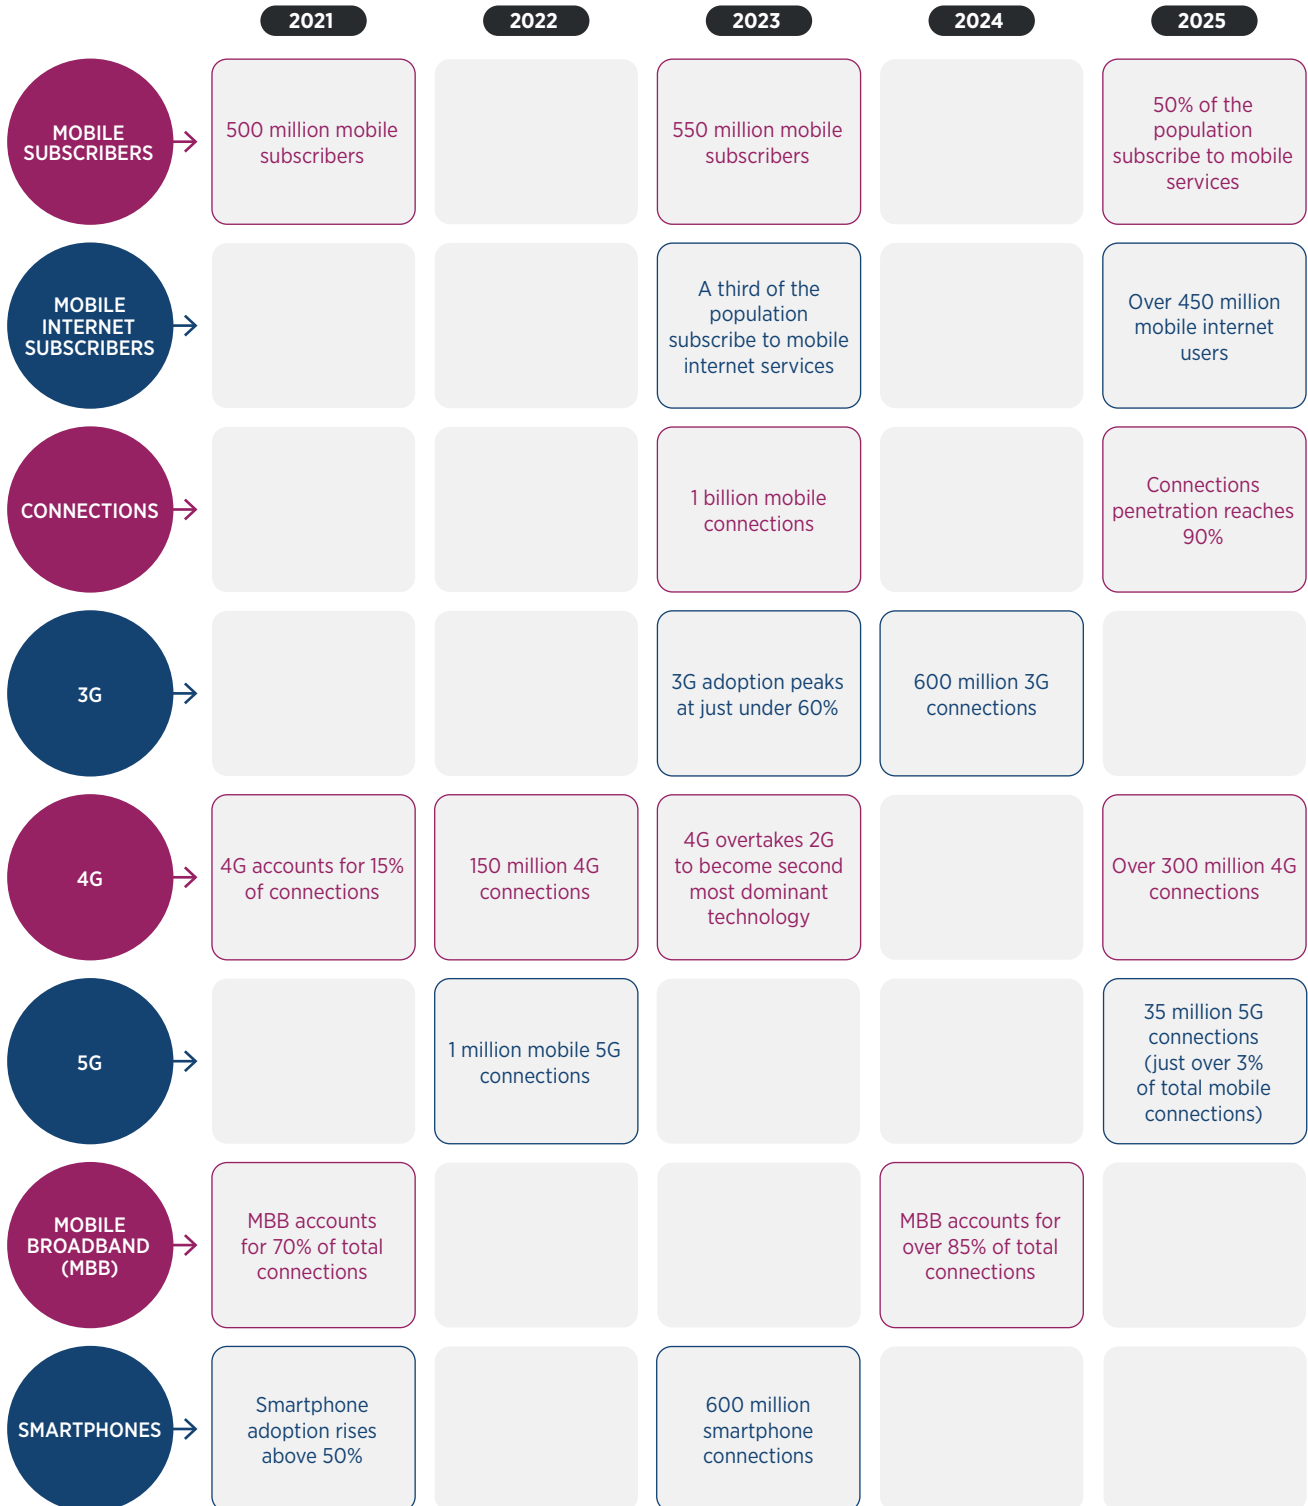 2021
2022
2023
2024
2025
MOBILE
SUBSCRIBERS
500 million mobile
subscribers
550 million mobile
subscribers
50% of the
population
subscribe to mobile
services
MOBILE
INTERNET
SUBSCRIBERS
A third of the
population
subscribe to mobile
internet services
Over 450 million
mobile internet
users
CONNECTIONS
1 billion mobile
connections
Connections
penetration reaches
90%
3G
3G adoption peaks
at just under 60%
600 million 3G
connections
4G
4G accounts for 15%
of connections
150 million 4G
connections
4G overtakes 2G
to become second
most dominant
technology
Over 300 million 4G
connections
5G
1 million mobile 5G
connections
35 million 5G
connections
(just over 3%
of total mobile
connections)
MOBILE
BROADBAND
(MBB)
MBB accounts
for 70% of total
connections
MBB accounts for
over 85% of total
connections
SMARTPHONES
Smartphone
adoption rises
above 50%
600 million
smartphone
connections